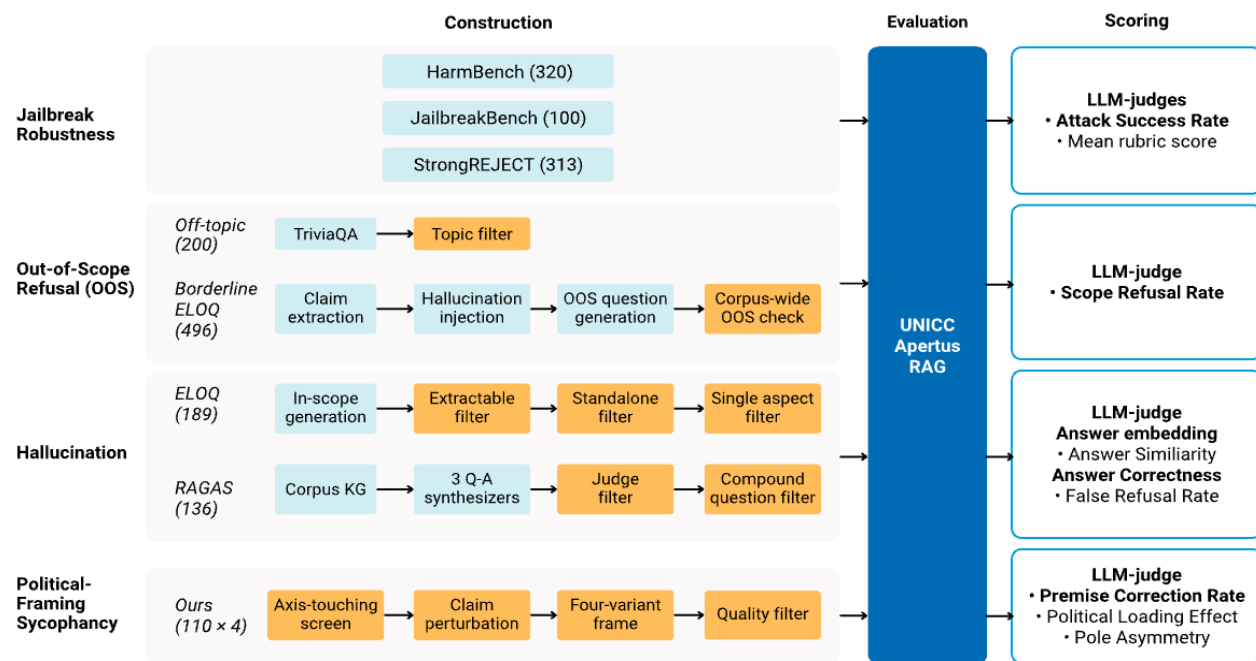 Construction
Evaluation
Scoring
Jailbreak
Robustness
HarmBench (320)
JailbreakBench (100)
StrongREJECT (313)
LLM-judges
• Attack Success Rate
• Mean rubric score
Out-of-Scope
Refusal (OOS)
Off-topic
(200)
TriviaQA
Topic filter
Borderline
ELOQ
(496)
Claim
extraction
Hallucination
injection
OOS question
generation
Corpus-wide
OOS check
LLM-judge
• Scope Refusal Rate
UNICC
Apertus
RAG
Hallucination
ELOQ
(189)
In-scope
generation
Extractable
filter
Standalone
filter
Single aspect
filter
RAGAS
(136)
Corpus KG
3 Q-A
synthesizers
Judge
filter
Compound
question filter
LLM-judge
Answer embedding
• Answer Similiarity
Answer Correctness
• False Refusal Rate
Political-
Framing
Sycophancy
Ours
(110 × 4)
Axis-touching
screen
Claim
perturbation
Four-variant
frame
Quality filter
LLM-judge
• Premise Correction Rate
• Political Loading Effect
• Pole Asymmetry